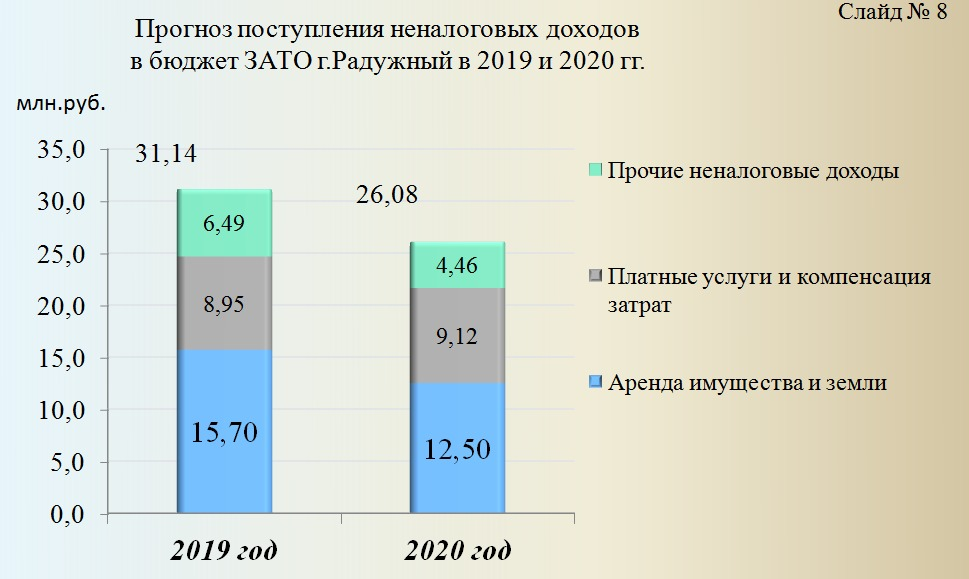 Слайд № 8
Прогноз поступления неналоговых доходов
в бюджет ЗАТО г.Радужный в 2019 и 2020 гг.
млн.руб.
35,0
30,0
25,0
20,0
15,0
10,0
5,0
0,0
31,14
6,49
8,95
15,70
26,08
4,46
9,12
12,50
2019 год
2020 год
Прочие неналоговые доходы
Платные услуги и компенсация
затрат
Аренда имущества и земли